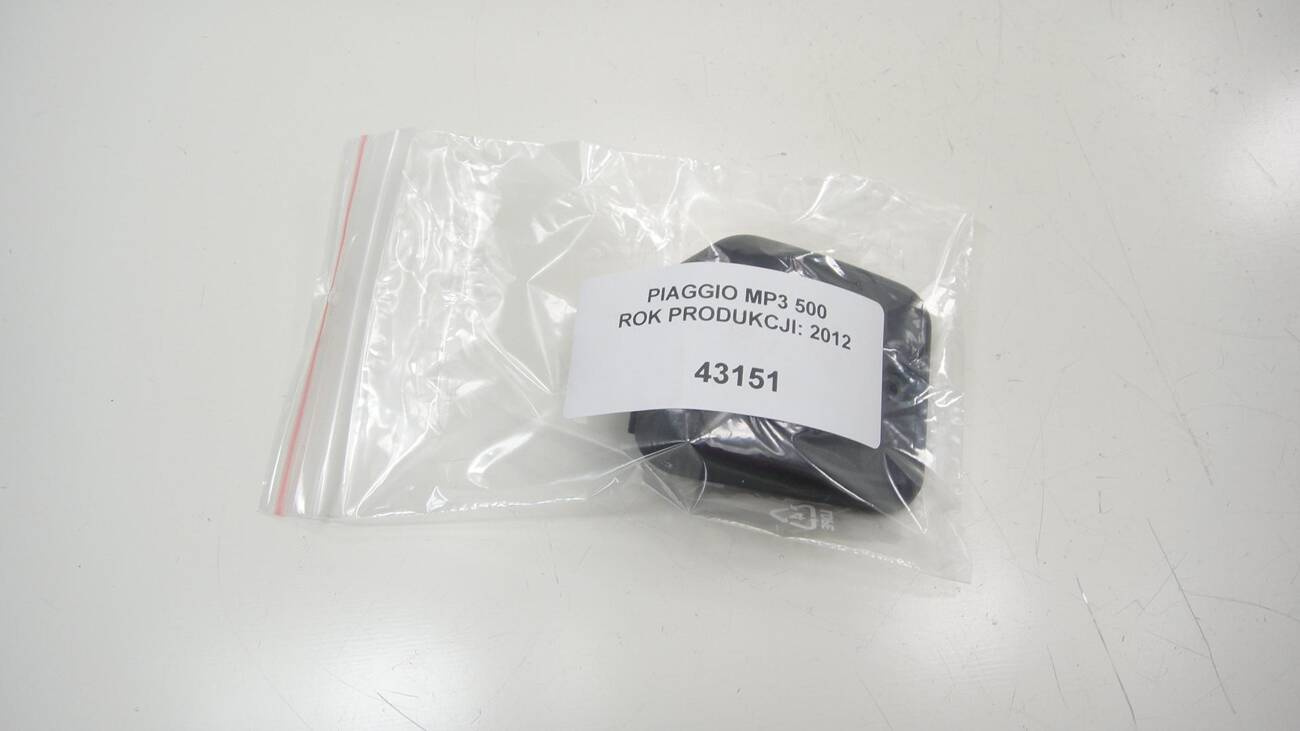 PIAGGIO MP3 500
ROK PRODUKCJI: 2012
43151